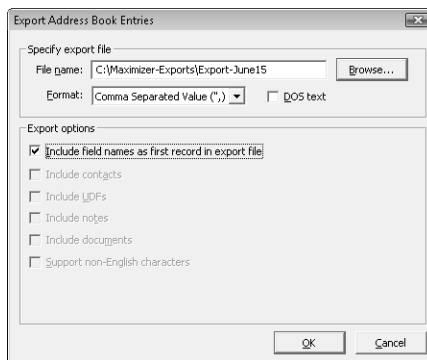 Export Address Book Entries
Specify export file
File name: C:\Maximizer-Exports\Export-June15 Browse...
Format: Comma Separated Value (",) DOS text
Export options
Include field names as first record in export file
Include contacts
Include UDFs
Include notes
Include documents
Support non-English characters
OK Cancel